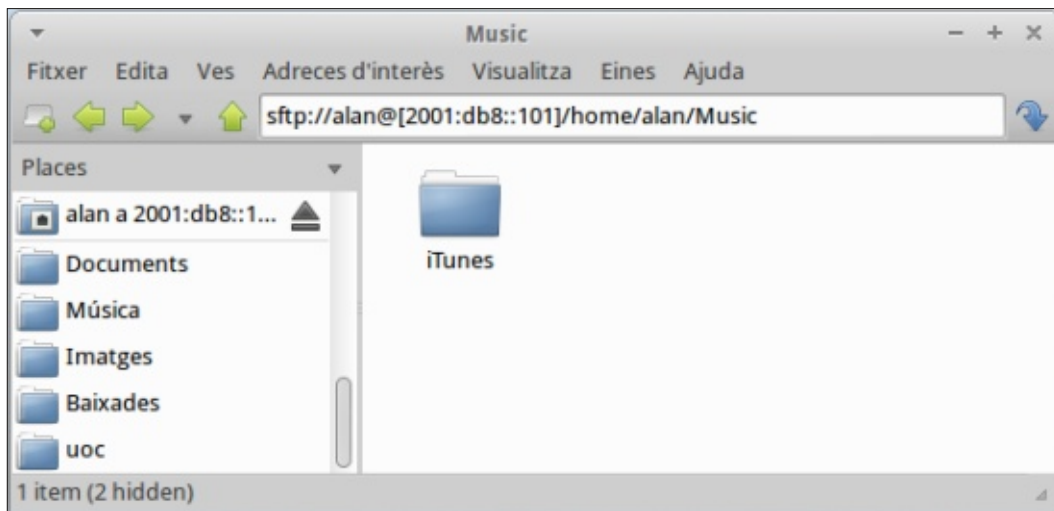 Music
Fitxer Edita Ves Adreces d'interès Visualitza Eines Ajuda
sftp://alan@[2001:db8::101]/home/alan/Music
Places
alan a 2001:db8::1...
Documents
Música
Imatges
Baixades
uoc
iTunes
1 item (2 hidden)